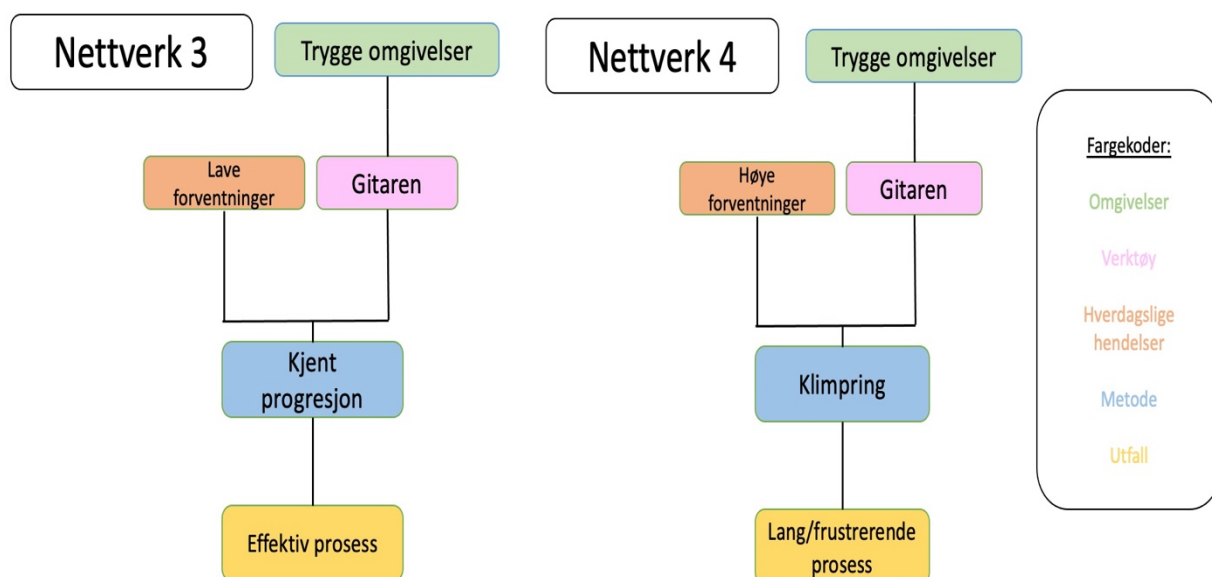 Nettverk 3
Trygge omgivelser
Lave
forventninger
Gitaren
Kjent
progresjon
Effektiv prosess
Nettverk 4
Trygge omgivelser
Høye
forventninger
Gitaren
Klimpring
Lang/frustrerende
prosess
Fargekoder:
Omgivelser
Verktøy
Hverdagslige
hendelser
Metode
Utfall